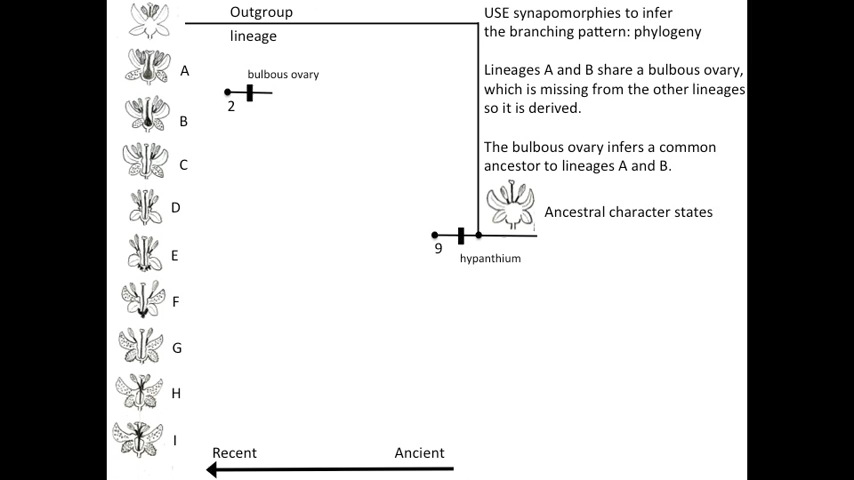 Outgroup
lineage
USE synapomorphies to infer
the branching pattern: phylogeny
A
bulbous ovary
2
Lineages A and B share a bulbous ovary,
which is missing from the other lineages
so it is derived.
B
The bulbous ovary infers a common
ancestor to lineages A and B.
C
D
Ancestral character states
9
hypanthium
E
F
G
H
I
Recent
Ancient